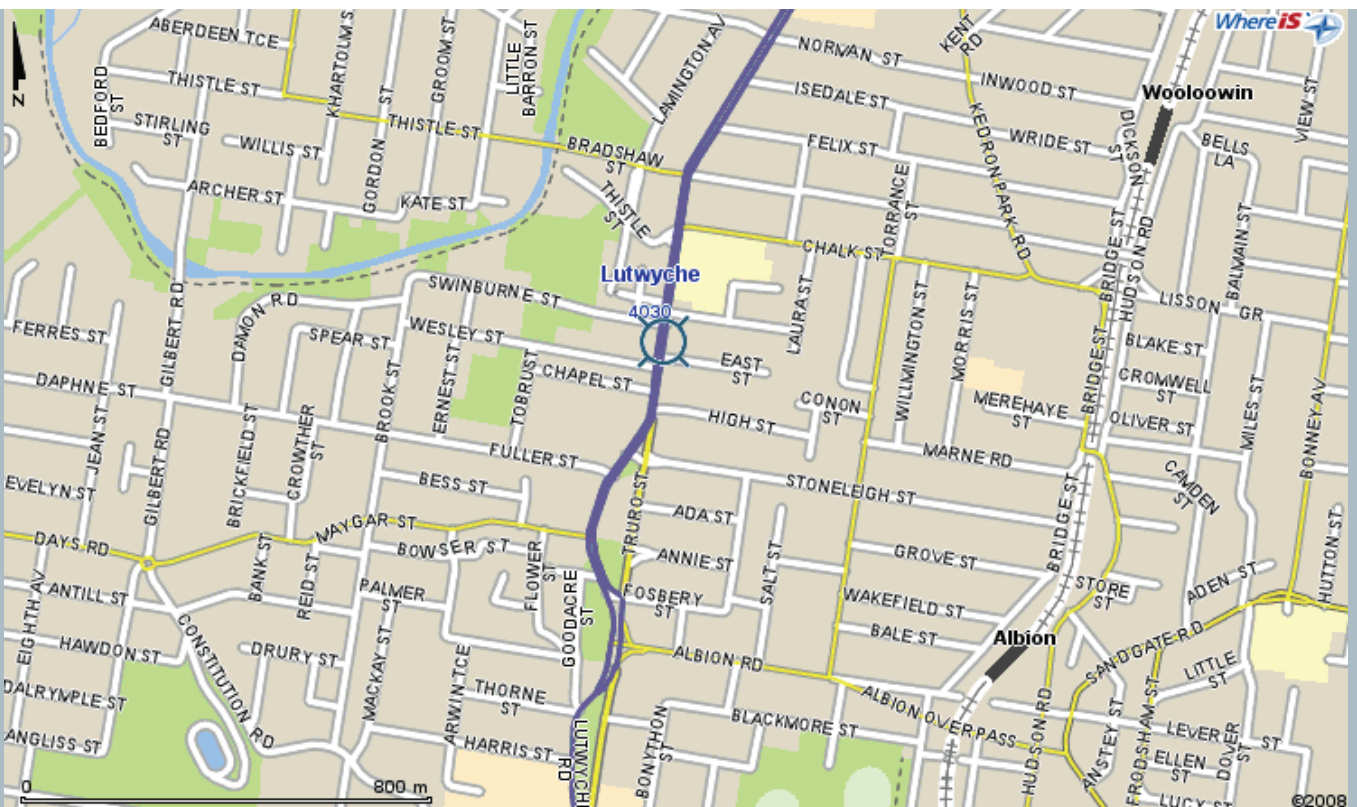 WhereiS
ABERDEEN TCE
KHARTOLM S
GROOM ST
LITTLE
BARRON ST
LAMINGTON AV
NORMAN ST
KENT
RD
INWOOD ST
THISTLE ST
BEDFORD
ST
ISEDALE ST
Wooloowin
VIEW ST
N
STIRLING
ST
WILLIS ST
GORDON ST
THISTLE ST
BRADSHAW
ST
FELIX ST
KEDRON PARK RD
WRIDE ST
DICKSON
ST
BELLS
LA
ARCHER ST
KATE ST
THISTLE
ST
TORRANCE
ST
CHALK ST
BRIDGE ST
HUDSON RD
BALMAIN ST
Lutwyche
4030
SWINBURNE ST
LISSON GR
GILBERT RD
DAMON RD
FERRES ST
SPEAR ST
WESLEY ST
LAURA ST
WILLMINGTON ST
MORRIS ST
BRIDGE ST
BLAKE ST
EAST
ST
CROMWELL
ST
DAPHNE ST
BROOK ST
ERNEST ST
TOBRUST
CHAPEL ST
CONON
ST
MEREHAYE
ST
OLIVER ST
MILES ST
BONNEY AV
JEAN ST
GILBERT RD
BRICKFIELD ST
CROWTHER
ST
HIGH ST
FULLER ST
MARNE RD
CAMDEN
ST
EVELYN ST
BESS ST
STONELEIGH ST
TRURO ST
ADA ST
DAYS RD
MAYGAR ST
BOWSER ST
ANNIE ST
SALT ST
GROVE ST
BRIDGE ST
HUTTON ST
EIGHTH AV
ANTILL ST
BANK ST
REID ST
PALMER
ST
FLOWER
ST
GOODACRE
ST
FOSBERY
ST
WAKEFIELD ST
STORE
ST
ADEN ST
HAWDON ST
CONSTITUTION RD
DRURY ST
MACKAY ST
ARWIN TCE
BALE ST
Albion
SANDGATE RD
ALBION RD
LITTLE
ST
DALRYMPLE ST
THORNE
ST
ALBION OVERPASS
HUDSON RD
ANSTEY ST
FRODSHAM ST
ANGLISS ST
HARRIS ST
LUTWYCHE
RD
BONYTHON
ST
BLACKMORE ST
LEVER ST
DOVER
ST
ELLEN
ST
LUCY ST
0
800 m
©2008